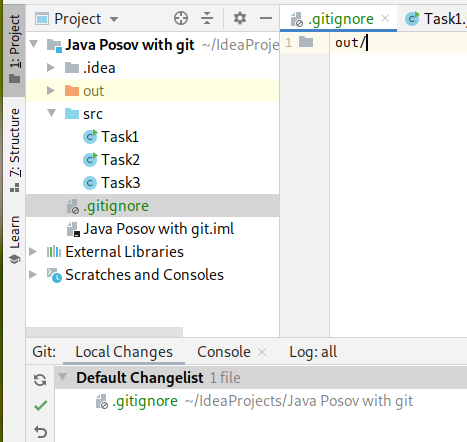 1: Project
7: Structure
Learn
Project
Java Posov with git ~/IdeaProjec
.idea
out
src
Task1
Task2
Task3
.gitignore
Java Posov with git.iml
External Libraries
Scratches and Consoles
.gitignore
Task1.
1
out/
Git:
Local Changes
Console
Log: all
Default Changelist 1 file
.gitignore ~/IdeaProjects/Java Posov with git